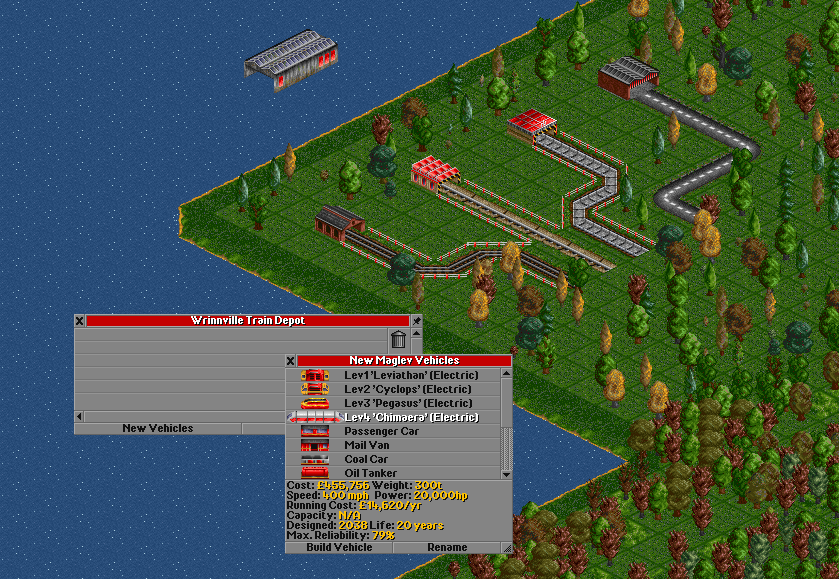 Wrinnville Train Depot
New Vehicles
New Maglev Vehicles
Lev1 'Leviathan' (Electric)
Lev2 'Cyclops' (Electric)
Lev3 'Pegasus' (Electric)
Lev4 'Chimaera' (Electric)
Passenger Car
Mail Van
Coal Car
Oil Tanker
Cost: £455,756 Weight: 300t
Speed: 400mph Power: 20,000hp
Running Cost: £14,620/yr
Capacity: N/A
Designed: 2038 Life: 20 years
Max. Reliability: 79%
Build Vehicle
Rename